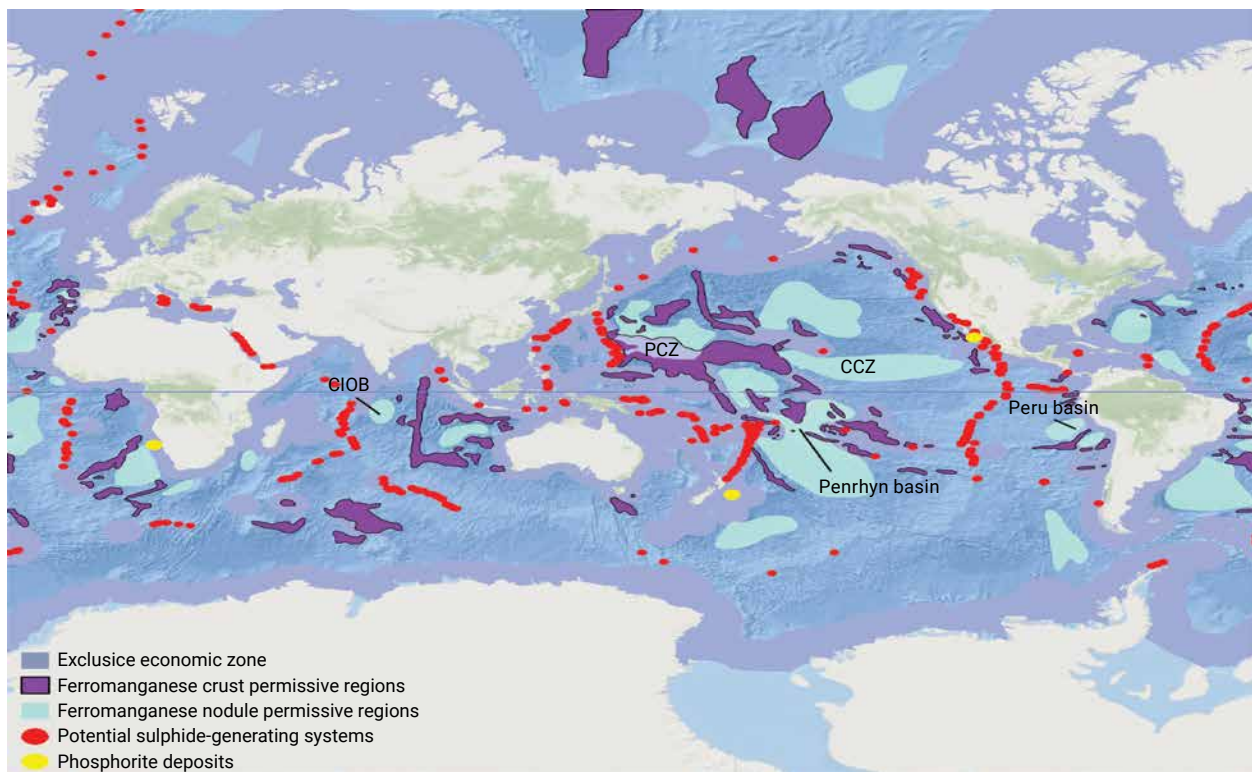 PCZ
CCZ
CIOB
Peru basin
Penrhyn basin
Exclusice economic zone
Ferromanganese crust permissive regions
Ferromanganese nodule permissive regions
Potential sulphide-generating systems
Phosphorite deposits